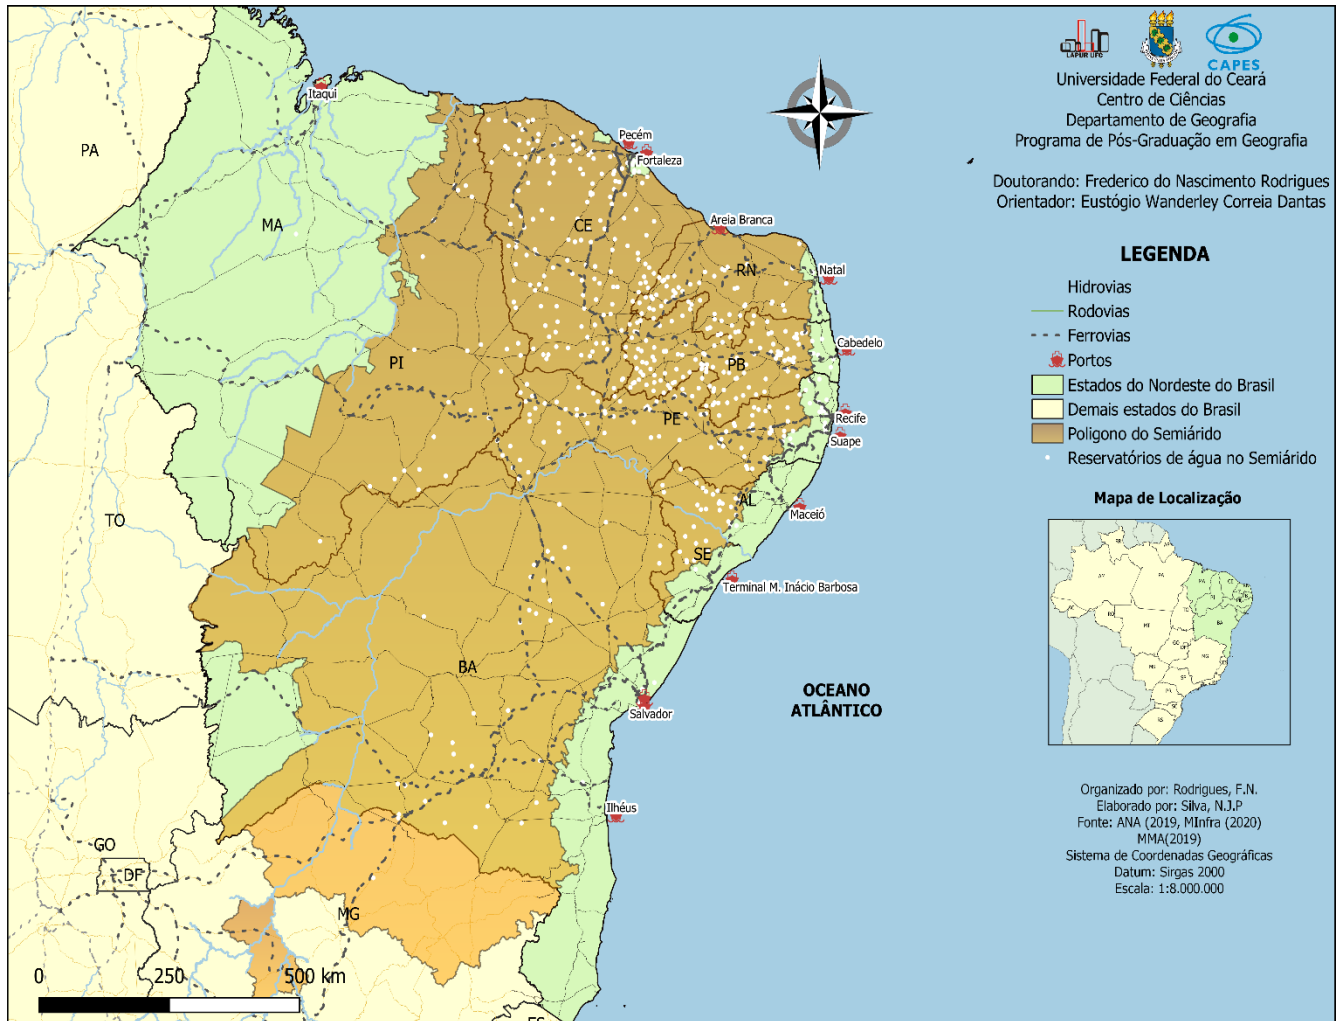 LAPUR UFC
CAPES
Universidade Federal do Ceará
Centro de Ciências
Departamento de Geografia
Programa de Pós-Graduação em Geografia
Doutorando: Frederico do Nascimento Rodrigues
Orientador: Eustógio Wanderley Correia Dantas
LEGENDA
Hidrovias
Rodovias
Ferrovias
Portos
Estados do Nordeste do Brasil
Demais estados do Brasil
Poligono do Semiárido
Reservatórios de água no Semiárido
Mapa de Localização
Organizado por: Rodrigues, F.N.
Elaborado por: Silva, N.J.P
Fonte: ANA (2019, MInfra (2020)
MMA(2019)
Sistema de Coordenadas Geográficas
Datum: Sirgas 2000
Escala: 1:8.000.000
Itaqui
PA
Pecém
Fortaleza
MA
CE
Areia Branca
RN
Natal
Cabedelo
PI
PB
PE
Recife
Suape
AL
Maceió
TO
SE
Terminal M. Inácio Barbosa
BA
OCEANO
ATLÂNTICO
Salvador
Ilhéus
GO
DF
MG
0 250 500 km
ES